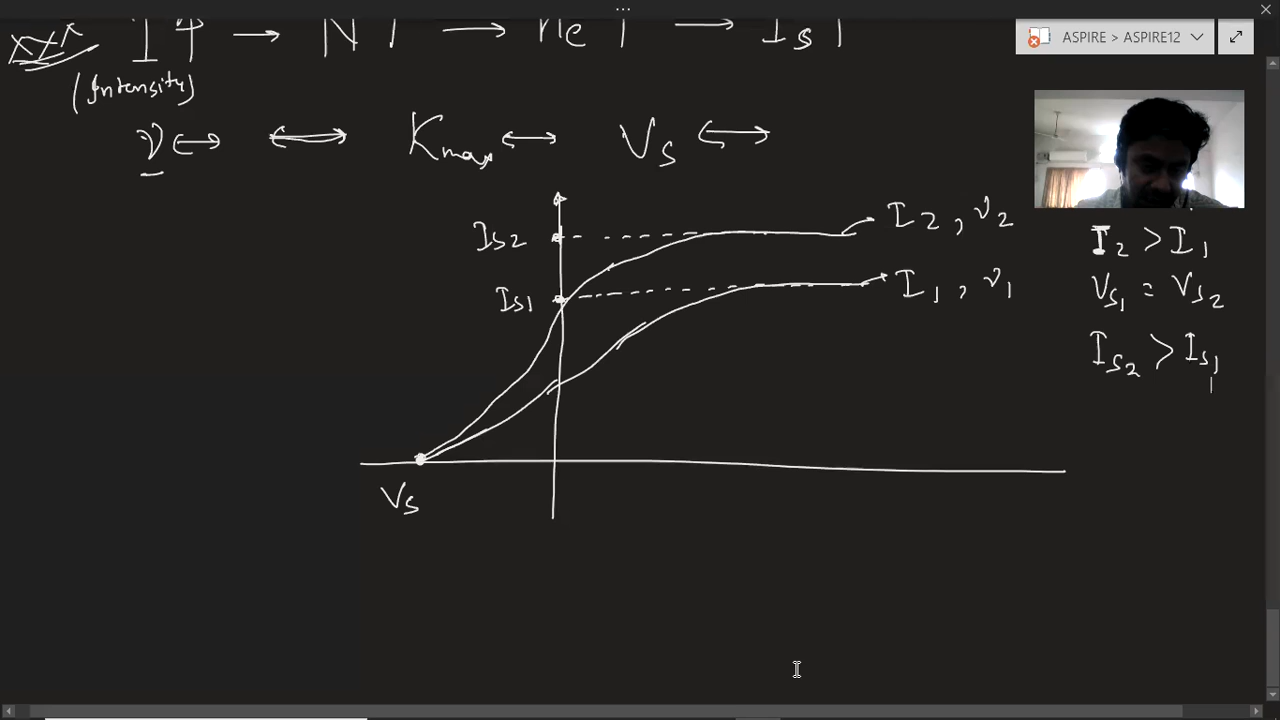 I↑ → N↑ → ne↑ → Is↑
ASPIRE > ASPIRE12
(Intensity)
ν↔ ↔ Kmax ↔ Vs ↔
Is2
I2, ν2
I2 > I1
Is1
I1, ν1
Vs1 = Vs2
Is2 > Is1
Vs